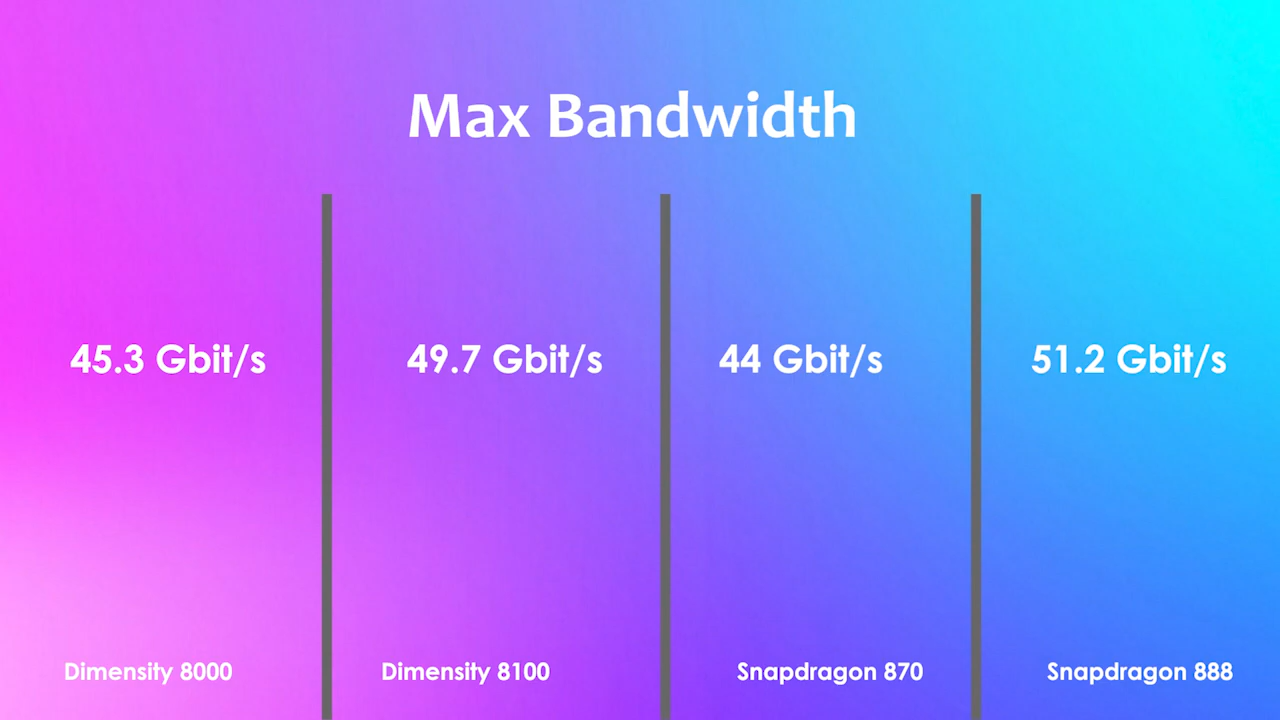 Max Bandwidth
45.3 Gbit/s
49.7 Gbit/s
44 Gbit/s
51.2 Gbit/s
Dimensity 8000
Dimensity 8100
Snapdragon 870
Snapdragon 888